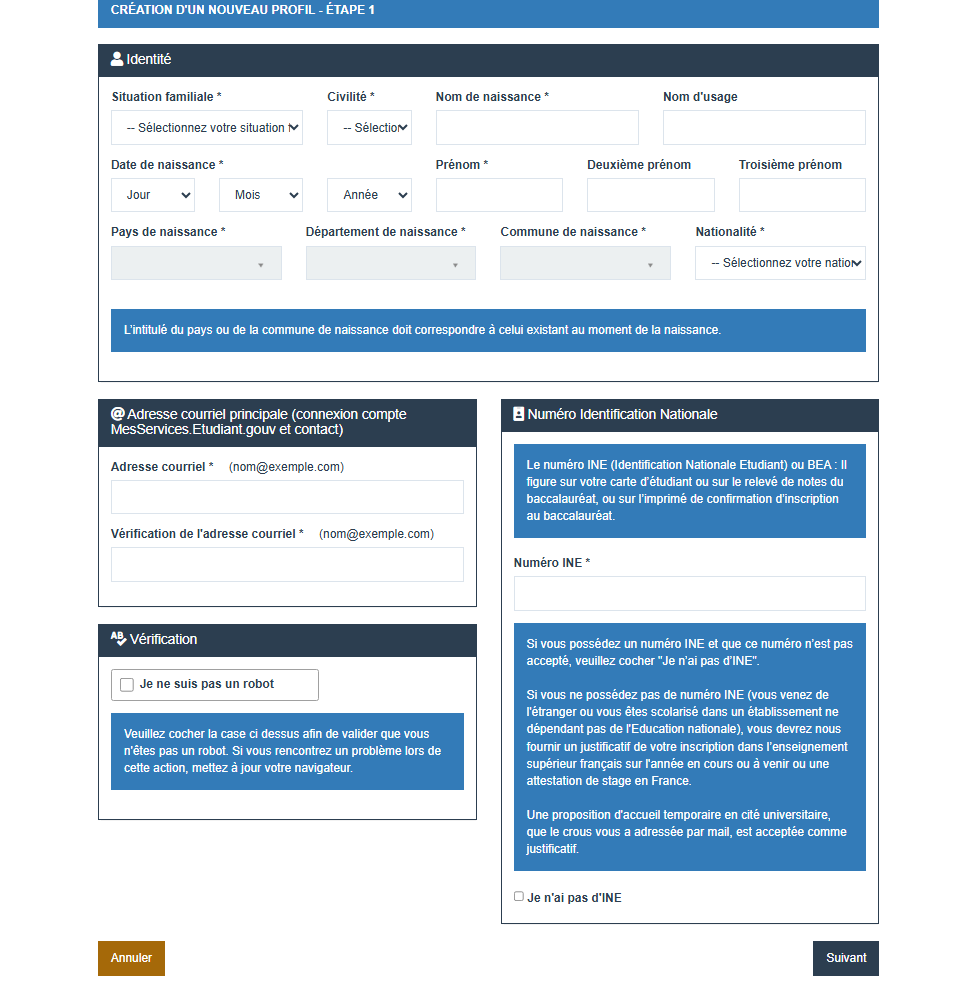 CRÉATION D'UN NOUVEAU PROFIL - ÉTAPE 1
Identité
Situation familiale *
Civilité *
Nom de naissance *
Nom d'usage
-- Sélectionnez votre situation
-- Sélection
Date de naissance *
Prénom *
Deuxième prénom
Troisième prénom
Jour
Mois
Année
Pays de naissance *
Département de naissance *
Commune de naissance *
Nationalité *
-- Sélectionnez votre nation
L'intitulé du pays ou de la commune de naissance doit correspondre à celui existant au moment de la naissance.
@ Adresse courriel principale (connexion compte
MesServices.Etudiant.gouv et contact)
Adresse courriel * (nom@exemple.com)
Vérification de l'adresse courriel * (nom@exemple.com)
AB Vérification
Je ne suis pas un robot
Veuillez cocher la case ci dessus afin de valider que vous
n'êtes pas un robot. Si vous rencontrez un problème lors de
cette action, mettez à jour votre navigateur.
Numéro Identification Nationale
Le numéro INE (Identification Nationale Etudiant) ou BEA : Il
figure sur votre carte d'étudiant ou sur le relevé de notes du
baccalauréat, ou sur l'imprimé de confirmation d'inscription
au baccalauréat.
Numéro INE *
Si vous possédez un numéro INE et que ce numéro n'est pas
accepté, veuillez cocher "Je n'ai pas d'INE".
Si vous ne possédez pas de numéro INE (vous venez de
l'étranger ou vous êtes scolarisé dans un établissement ne
dépendant pas de l'Education nationale), vous devrez nous
fournir un justificatif de votre inscription dans l'enseignement
supérieur français sur l'année en cours ou à venir ou une
attestation de stage en France.
Une proposition d'accueil temporaire en cité universitaire,
que le crous vous a adressée par mail, est acceptée comme
justificatif.
Je n'ai pas d'INE
Annuler
Suivant